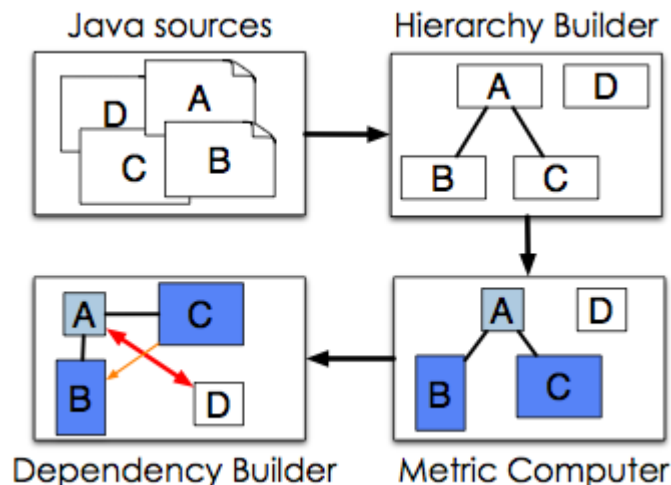 Java sources
Hierarchy Builder
D
A
C
B
A
D
B
C
A
C
B
D
A
D
B
C
Dependency Builder
Metric Computer